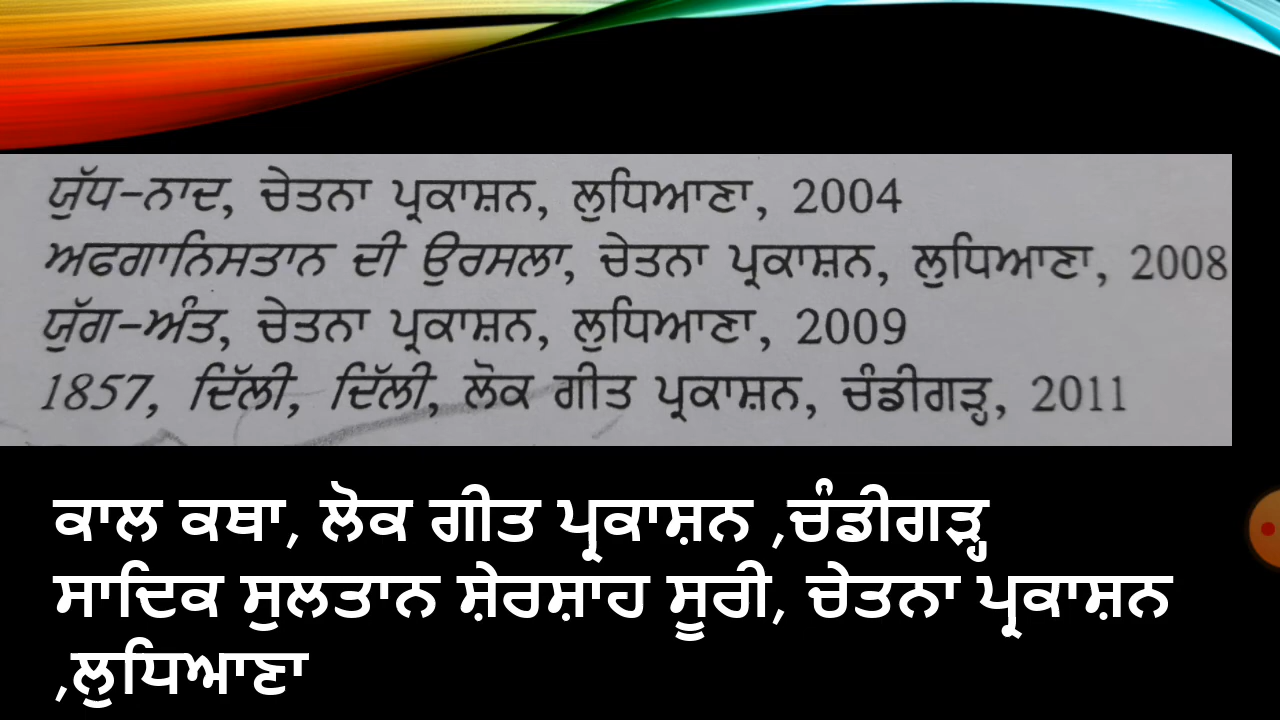 ਯੁੱਧ-ਨਾਦ, ਚੇਤਨਾ ਪ੍ਰਕਾਸ਼ਨ, ਲੁਧਿਆਣਾ, 2004
ਅਫਗਾਨਿਸਤਾਨ ਦੀ ਉਰਸਲਾ, ਚੇਤਨਾ ਪ੍ਰਕਾਸ਼ਨ, ਲੁਧਿਆਣਾ, 2008
ਯੁੱਗ-ਅੰਤ, ਚੇਤਨਾ ਪ੍ਰਕਾਸ਼ਨ, ਲੁਧਿਆਣਾ, 2009
1857, ਦਿੱਲੀ, ਦਿੱਲੀ, ਲੋਕ ਗੀਤ ਪ੍ਰਕਾਸ਼ਨ, ਚੰਡੀਗੜ੍ਹ, 2011
ਕਾਲ ਕਥਾ, ਲੋਕ ਗੀਤ ਪ੍ਰਕਾਸ਼ਨ ,ਚੰਡੀਗੜ੍ਹ
ਸਾਦਿਕ ਸੁਲਤਾਨ ਸ਼ੇਰਸ਼ਾਹ ਸੂਰੀ, ਚੇਤਨਾ ਪ੍ਰਕਾਸ਼ਨ
,ਲੁਧਿਆਣਾ